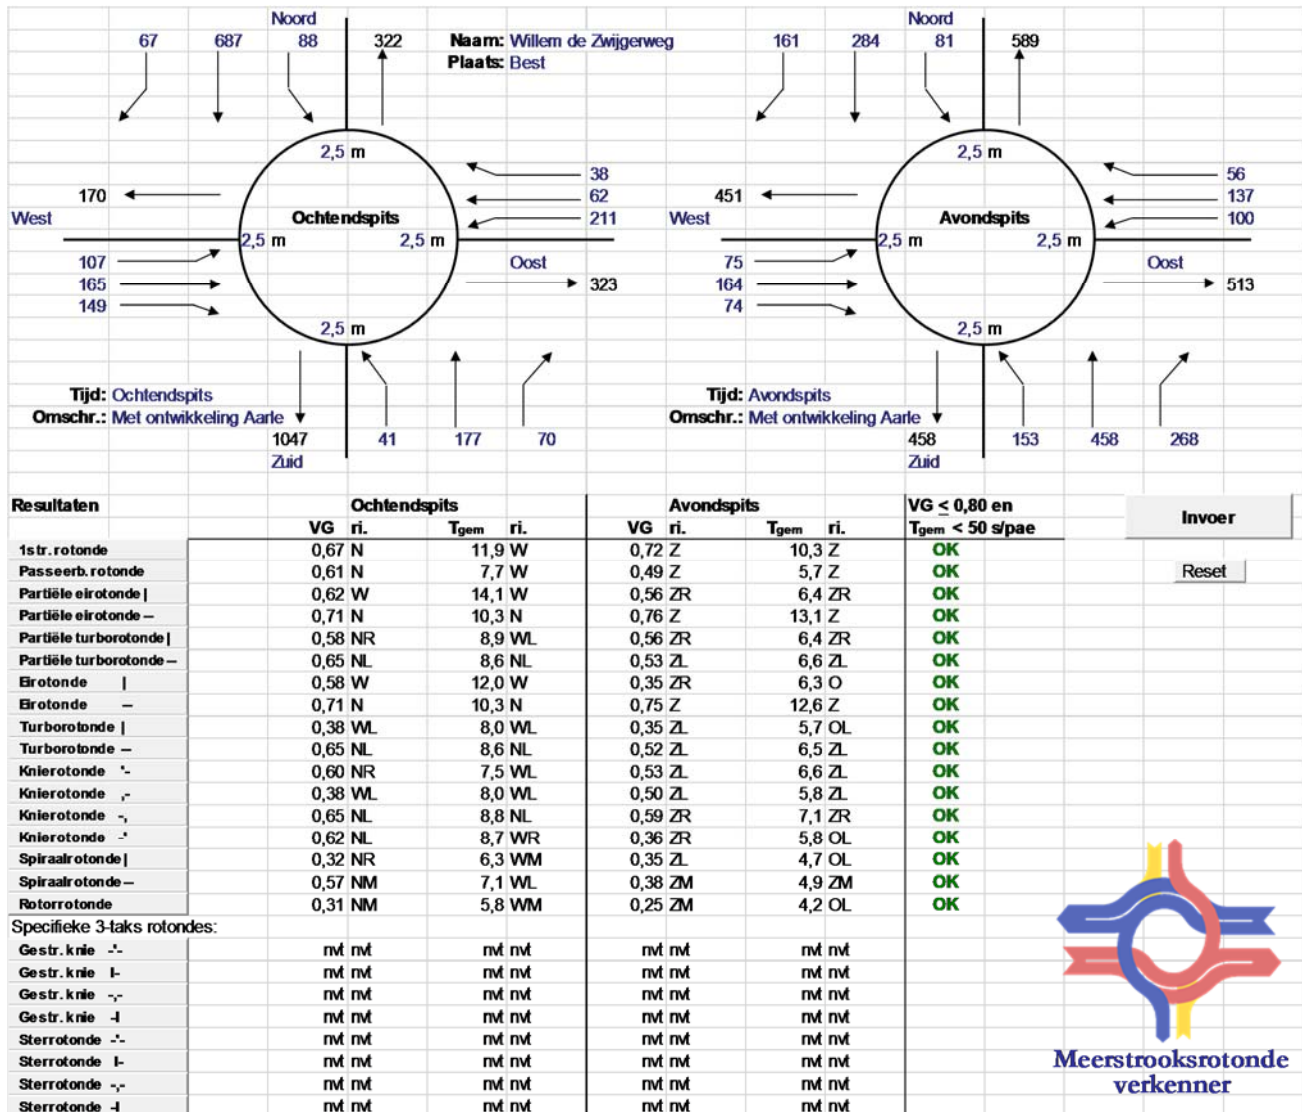 Noord Noord
67 687 88 322 Naam: Willem de Zwijgerweg 161 284 81 589
Plaats: Best
2,5 m 2,5 m
38 56
170 62 451 137
West Ochtendspits 211 West Avondspits 100
2,5 m 2,5 m 2,5 m 2,5 m
107 Oost 75 Oost
165 323 164 513
149 74
2,5 m 2,5 m
Tijd: Ochtendspits Tijd: Avondspits
Omschr.: Met ontwikkeling Aarle Omschr.: Met ontwikkeling Aarle
1047 41 177 70 458 153 458 268
Zuid Zuid
Resultaten Ochtendspits Avondspits VG ≤ 0,80 en
VG ri. Tgem ri. VG ri. Tgem ri. Tgem < 50 s/pae
Invoer
1str. rotonde 0,67 N 11,9 W 0,72 Z 10,3 Z OK
Passeerb. rotonde 0,61 N 7,7 W 0,49 Z 5,7 Z OK
Reset
Partiële eirotonde | 0,62 W 14,1 W 0,56 ZR 6,4 ZR OK
Partiële eirotonde – 0,71 N 10,3 N 0,76 Z 13,1 Z OK
Partiële turborotonde | 0,58 NR 8,9 WL 0,56 ZR 6,4 ZR OK
Partiële turborotonde – 0,65 NL 8,6 NL 0,53 ZL 6,6 ZL OK
Eirotonde | 0,58 W 12,0 W 0,35 ZR 6,3 O OK
Eirotonde – 0,71 N 10,3 N 0,75 Z 12,6 Z OK
Turborotonde | 0,38 WL 8,0 WL 0,35 ZL 5,7 OL OK
Turborotonde – 0,65 NL 8,6 NL 0,52 ZL 6,5 ZL OK
Knierotonde '- 0,60 NR 7,5 WL 0,53 ZL 6,6 ZL OK
Knierotonde ,- 0,38 WL 8,0 WL 0,50 ZL 5,8 ZL OK
Knierotonde -, 0,65 NL 8,8 NL 0,59 ZR 7,1 ZR OK
Knierotonde -' 0,62 NL 8,7 WR 0,36 ZR 5,8 OL OK
Spiraalrotonde | 0,32 NR 6,3 WM 0,35 ZL 4,7 OL OK
Spiraalrotonde – 0,57 NM 7,1 WL 0,38 ZM 4,9 ZM OK
Rotorrotonde 0,31 NM 5,8 WM 0,25 ZM 4,2 OL OK
Specifieke 3-taks rotondes:
Gestr. knie -'- nvt nvt nvt nvt nvt nvt nvt nvt
Gestr. knie I- nvt nvt nvt nvt nvt nvt nvt nvt
Gestr. knie -,- nvt nvt nvt nvt nvt nvt nvt nvt
Gestr. knie -I nvt nvt nvt nvt nvt nvt nvt nvt
Sterrotonde -'- nvt nvt nvt nvt nvt nvt nvt nvt
Sterrotonde I- nvt nvt nvt nvt nvt nvt nvt nvt
Sterrotonde -,- nvt nvt nvt nvt nvt nvt nvt nvt
Sterrotonde -I nvt nvt nvt nvt nvt nvt nvt nvt
Meerstrooksrotonde
verkenner